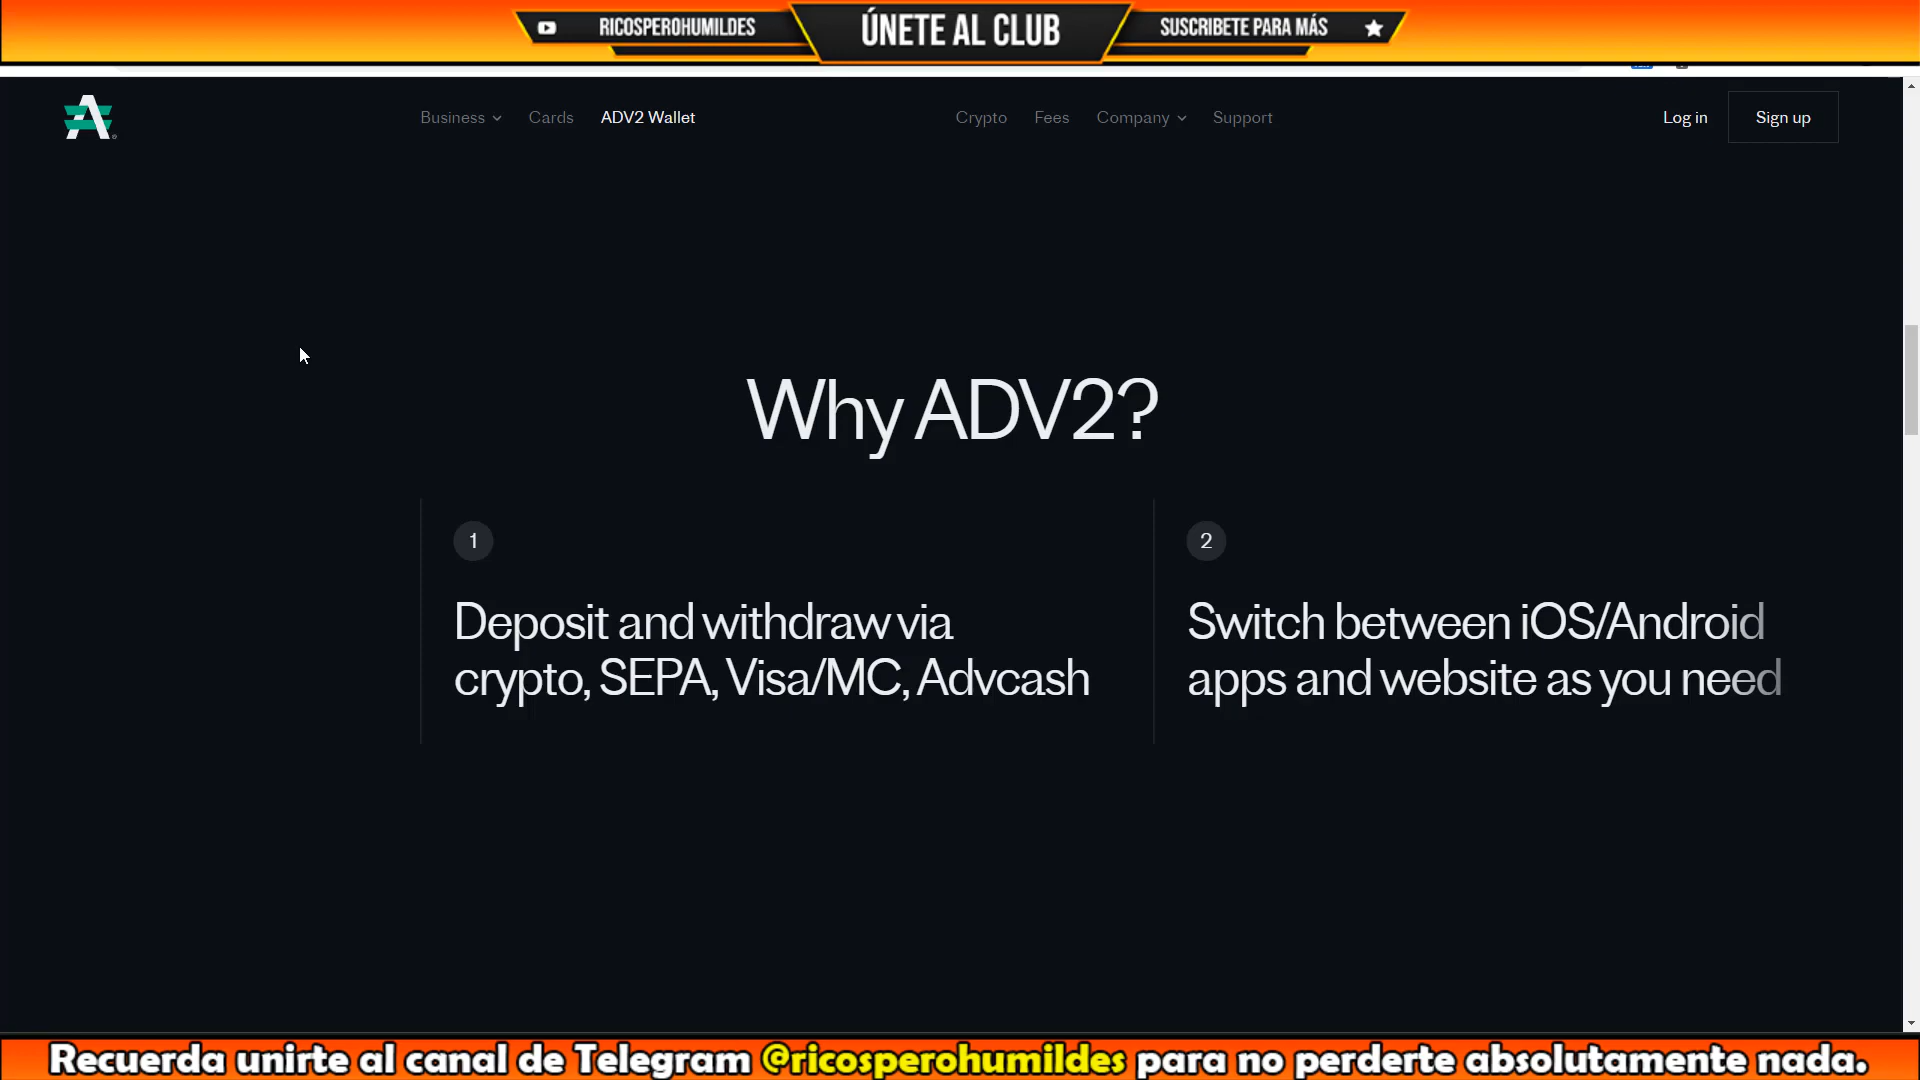 RICOSPEROHUMILDES
ÚNETE AL CLUB
SUSCRIBETE PARA MÁS
Business
Cards
ADV2 Wallet
Crypto
Fees
Company
Support
Log in
Sign up
Why ADV2?
1
Deposit and withdraw via
crypto, SEPA, Visa/MC, Advcash
2
Switch between iOS/Android
apps and website as you need
Recuerda unirte al canal de Telegram @ricosperohumildes para no perderte absolutamente nada.